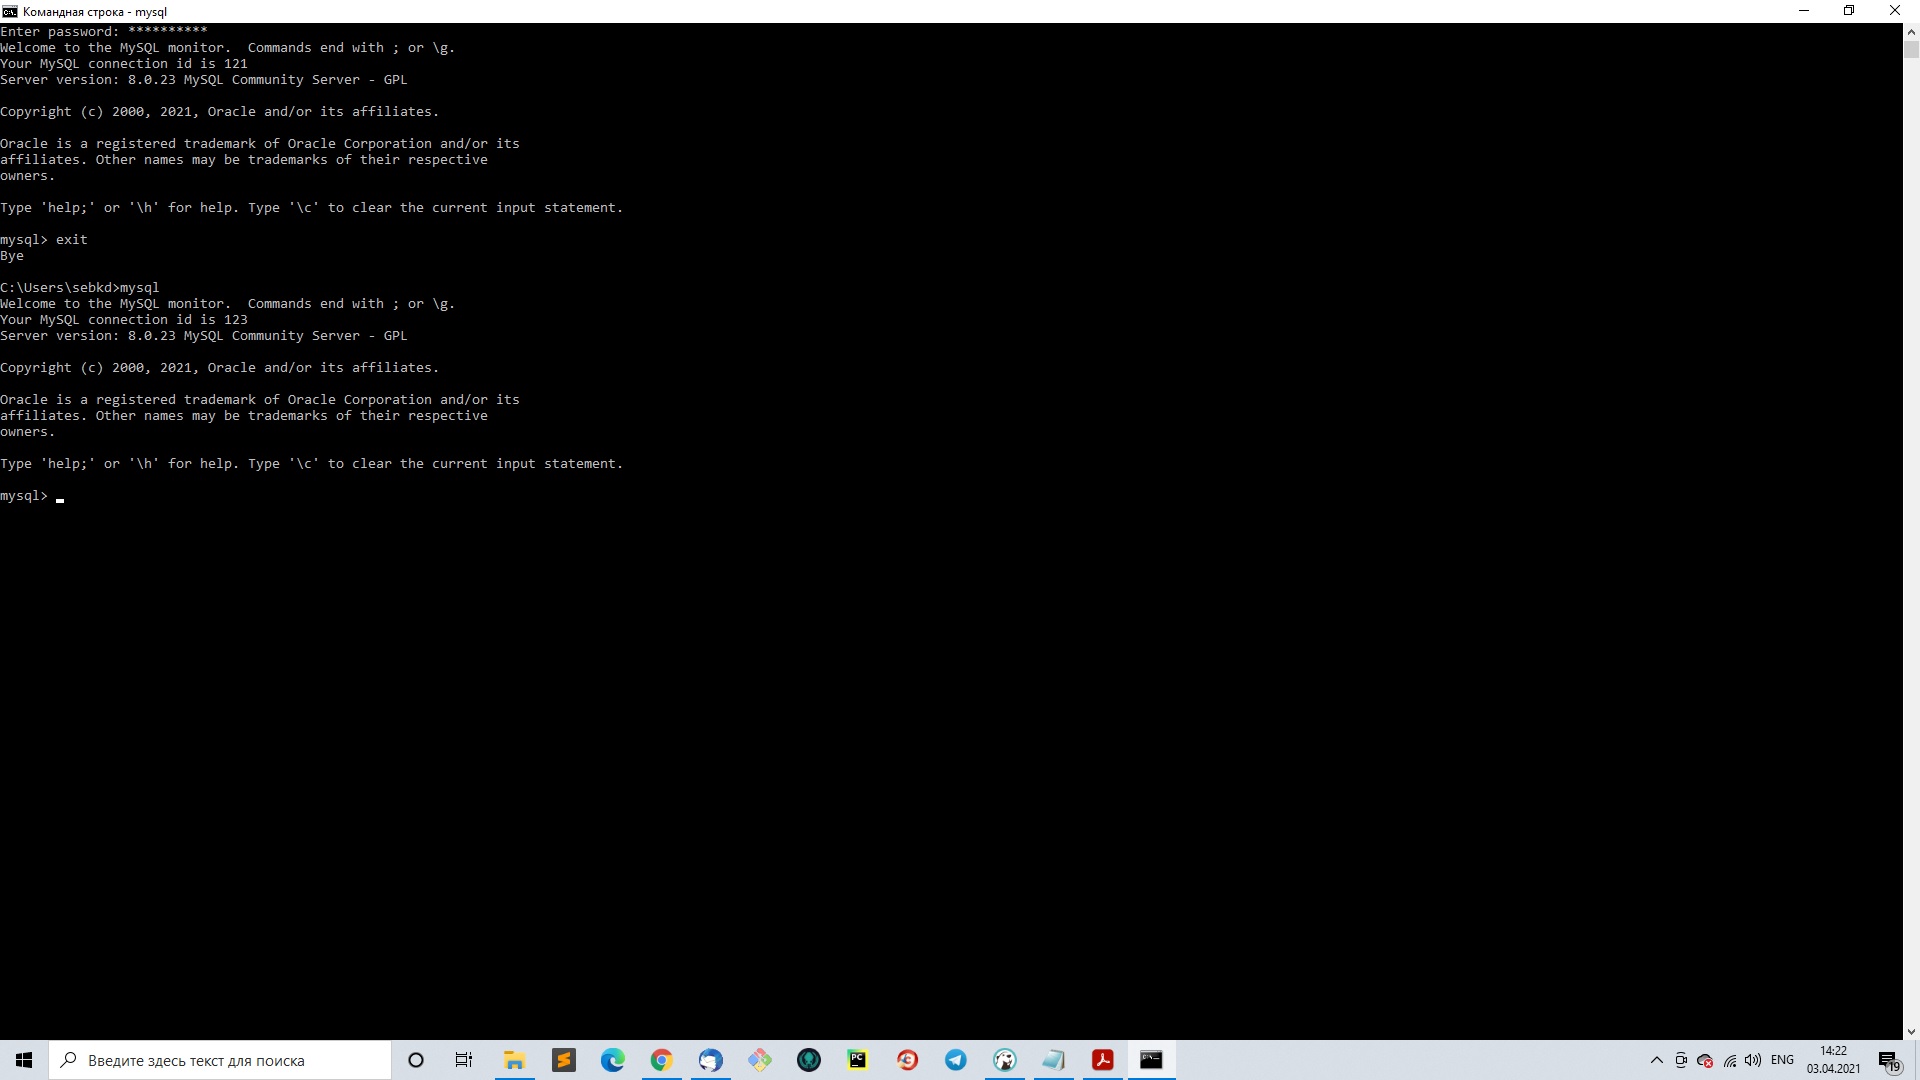 Командная строка - mysql
Enter password: **********
Welcome to the MySQL monitor.  Commands end with ; or \g.
Your MySQL connection id is 121
Server version: 8.0.23 MySQL Community Server - GPL
Copyright (c) 2000, 2021, Oracle and/or its affiliates.
Oracle is a registered trademark of Oracle Corporation and/or its
affiliates. Other names may be trademarks of their respective
owners.
Type 'help;' or '\h' for help. Type '\c' to clear the current input statement.
mysql> exit
Bye
C:\Users\sebkd>mysql
Welcome to the MySQL monitor.  Commands end with ; or \g.
Your MySQL connection id is 123
Server version: 8.0.23 MySQL Community Server - GPL
Copyright (c) 2000, 2021, Oracle and/or its affiliates.
Oracle is a registered trademark of Oracle Corporation and/or its
affiliates. Other names may be trademarks of their respective
owners.
Type 'help;' or '\h' for help. Type '\c' to clear the current input statement.
mysql> _
Введите здесь текст для поиска
PC
ENG
14:22
03.04.2021
19